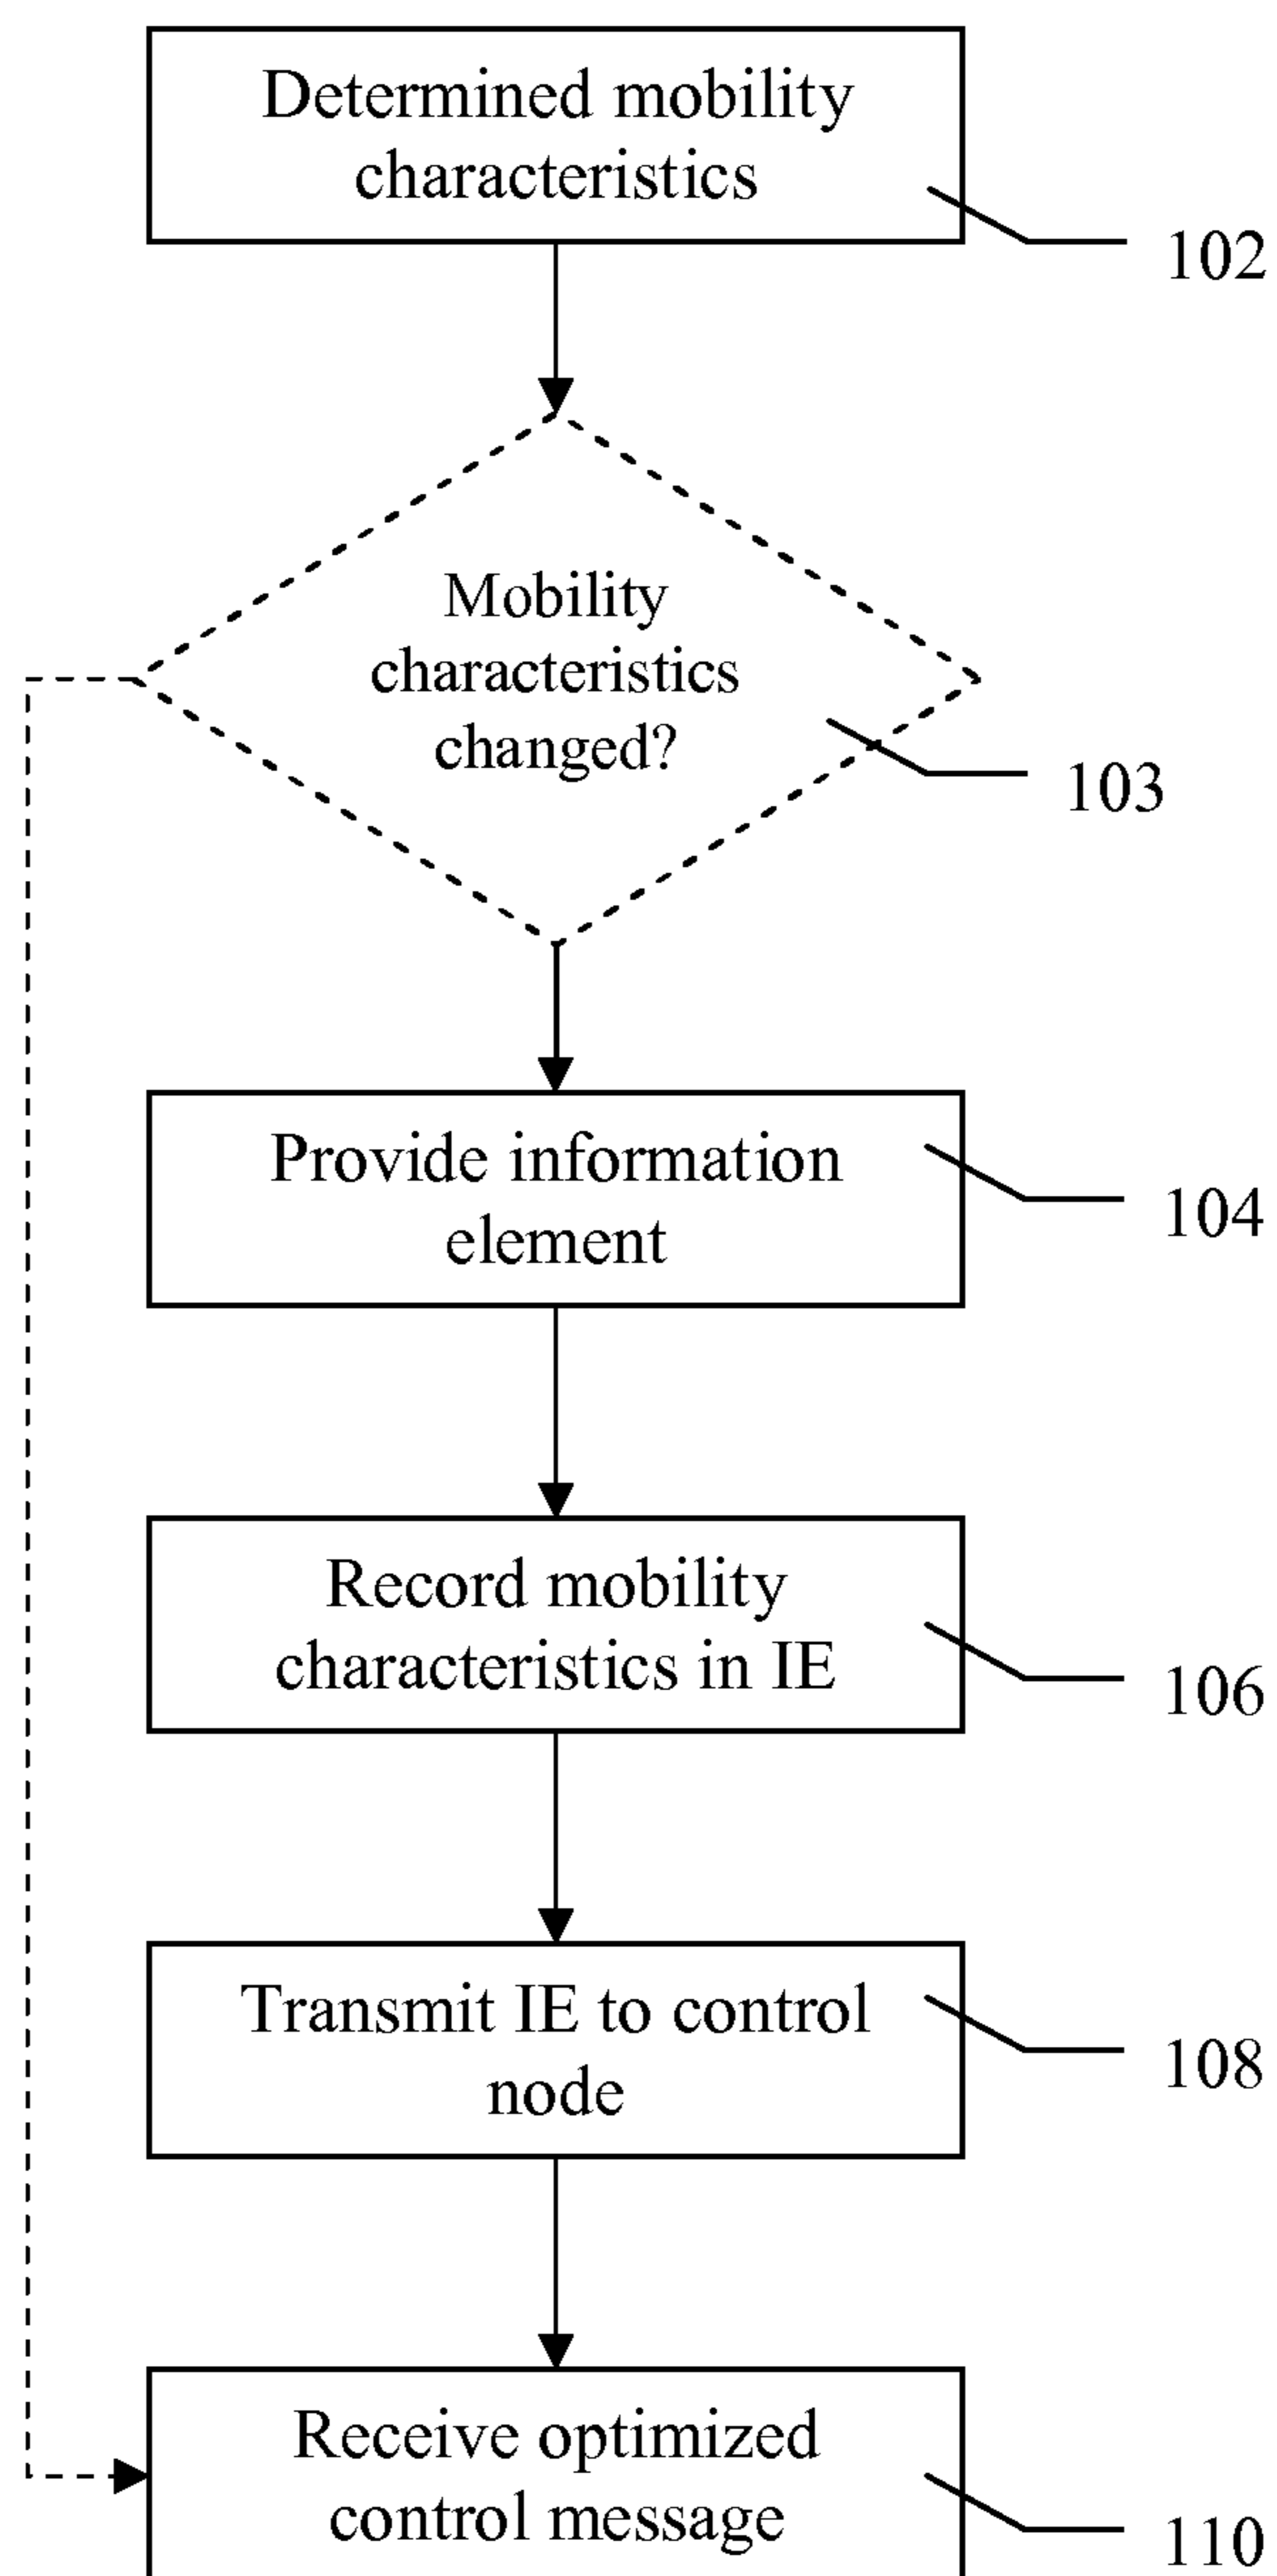 Determined mobility
characteristics
102
Mobility
characteristics
changed?
103
Provide information
element
104
Record mobility
characteristics in IE
106
Transmit IE to control
node
108
Receive optimized
control message
110